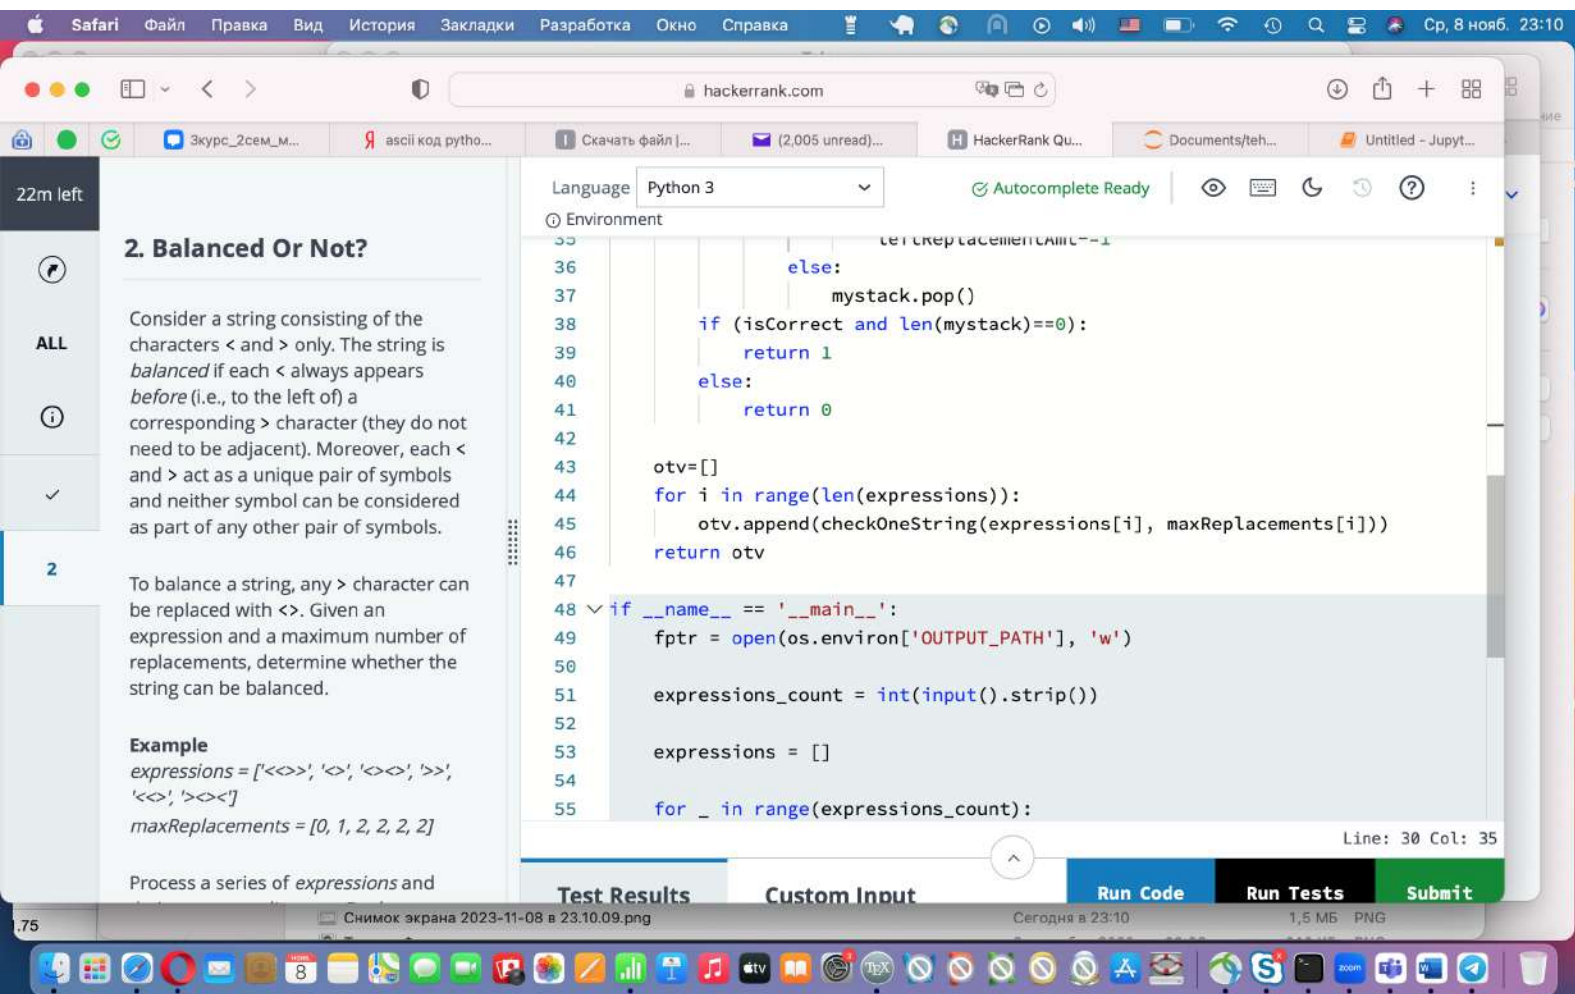 Safari Файл Правка Вид История Закладки Разработка Окно Справка Ср, 8 нояб. 23:10
hackerrank.com
3курс_2сем_м... ascii код pytho... Скачать файл |... (2,005 unread)... HackerRank Qu... Documents/teh... Untitled – Jupyt...
22m left
ALL
2
2. Balanced Or Not?
Consider a string consisting of the
characters < and > only. The string is
balanced if each < always appears
before (i.e., to the left of) a
corresponding > character (they do not
need to be adjacent). Moreover, each <
and > act as a unique pair of symbols
and neither symbol can be considered
as part of any other pair of symbols.
To balance a string, any > character can
be replaced with <>. Given an
expression and a maximum number of
replacements, determine whether the
string can be balanced.
Example
expressions = ['<<>>', '<>', '<><>', '>>',
'<<>', '><><']
maxReplacements = [0, 1, 2, 2, 2, 2]
Process a series of expressions and
Language Python 3
Autocomplete Ready
Environment
35 leftReplacementAmt-=1
36 else:
37 mystack.pop()
38 if (isCorrect and len(mystack)==0):
39 return 1
40 else:
41 return 0
42
43 otv=[]
44 for i in range(len(expressions)):
45 otv.append(checkOneString(expressions[i], maxReplacements[i]))
46 return otv
47
48 if __name__ == '__main__':
49 fptr = open(os.environ['OUTPUT_PATH'], 'w')
50
51 expressions_count = int(input().strip())
52
53 expressions = []
54
55 for _ in range(expressions_count):
Line: 30 Col: 35
Test Results Custom Input Run Code Run Tests Submit
.75
Снимок экрана 2023-11-08 в 23.10.09.png Сегодня в 23:10 1,5 МБ PNG
8 tv TEX zoom